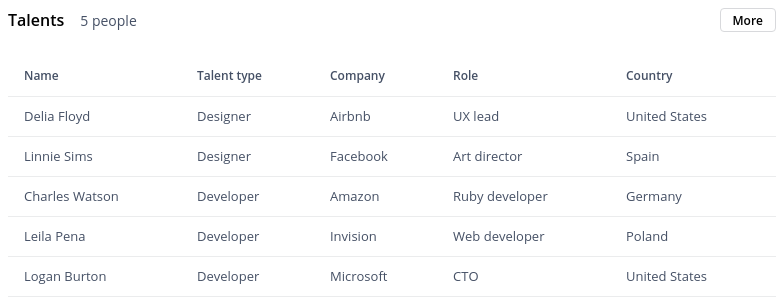 Talents 5 people More
Name Talent type Company Role Country
Delia Floyd Designer Airbnb UX lead United States
Linnie Sims Designer Facebook Art director Spain
Charles Watson Developer Amazon Ruby developer Germany
Leila Pena Developer Invision Web developer Poland
Logan Burton Developer Microsoft CTO United States